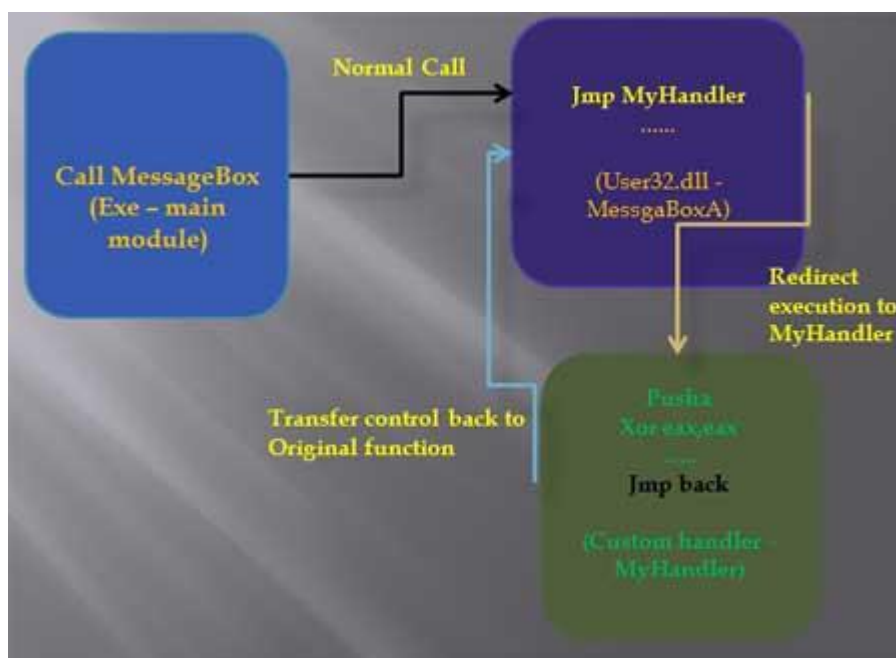 Normal Call
Call MessageBox
(Exe – main
module)
Jmp MyHandler
......
(User32.dll -
MessgaBoxA)
Redirect
execution to
MyHandler
Transfer control back to
Original function
Pusha
Xor eax,eax
.....
Jmp back
(Custom handler -
MyHandler)